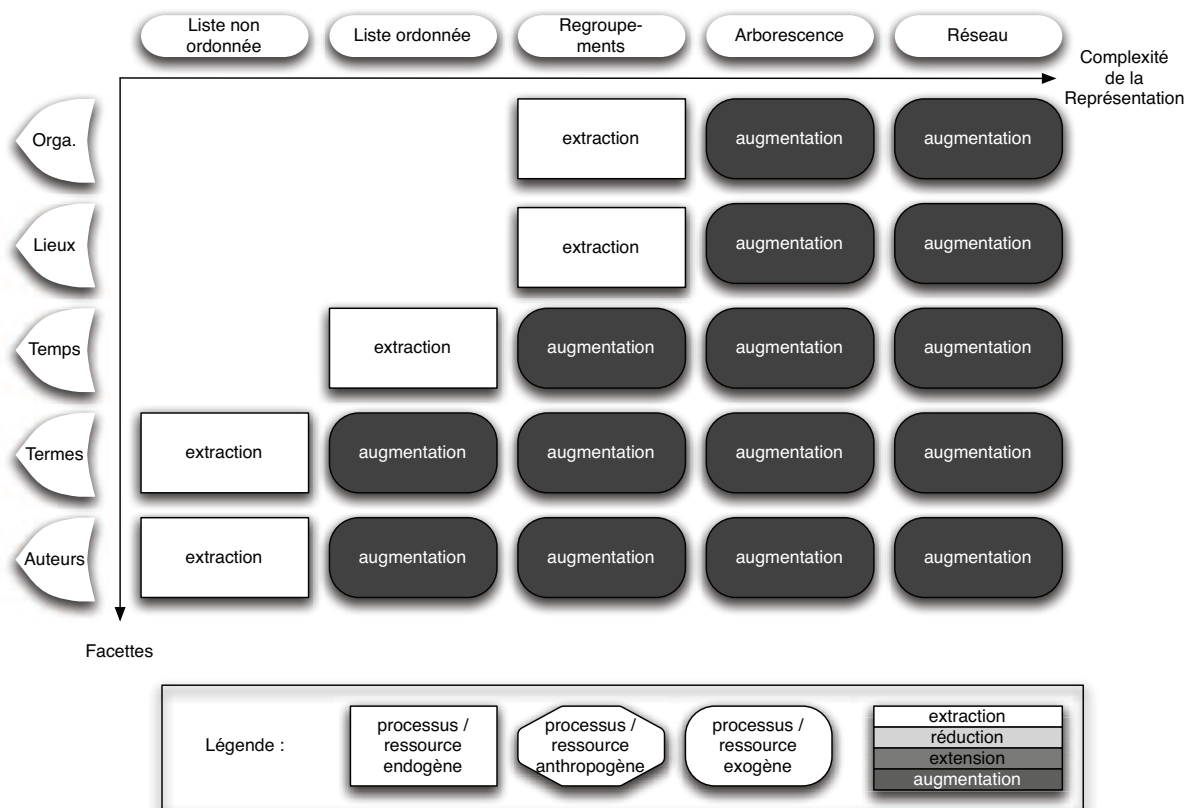 Liste non
ordonnée
Liste ordonnée
Regroupe-
ments
Arborescence
Réseau
Complexité
de la
Représentation
Orga.
extraction
augmentation
augmentation
Lieux
extraction
augmentation
augmentation
Temps
extraction
augmentation
augmentation
augmentation
Termes
extraction
augmentation
augmentation
augmentation
augmentation
Auteurs
extraction
augmentation
augmentation
augmentation
augmentation
Facettes
Légende :
processus /
ressource
endogène
processus /
ressource
anthropogène
processus /
ressource
exogène
extraction
réduction
extension
augmentation